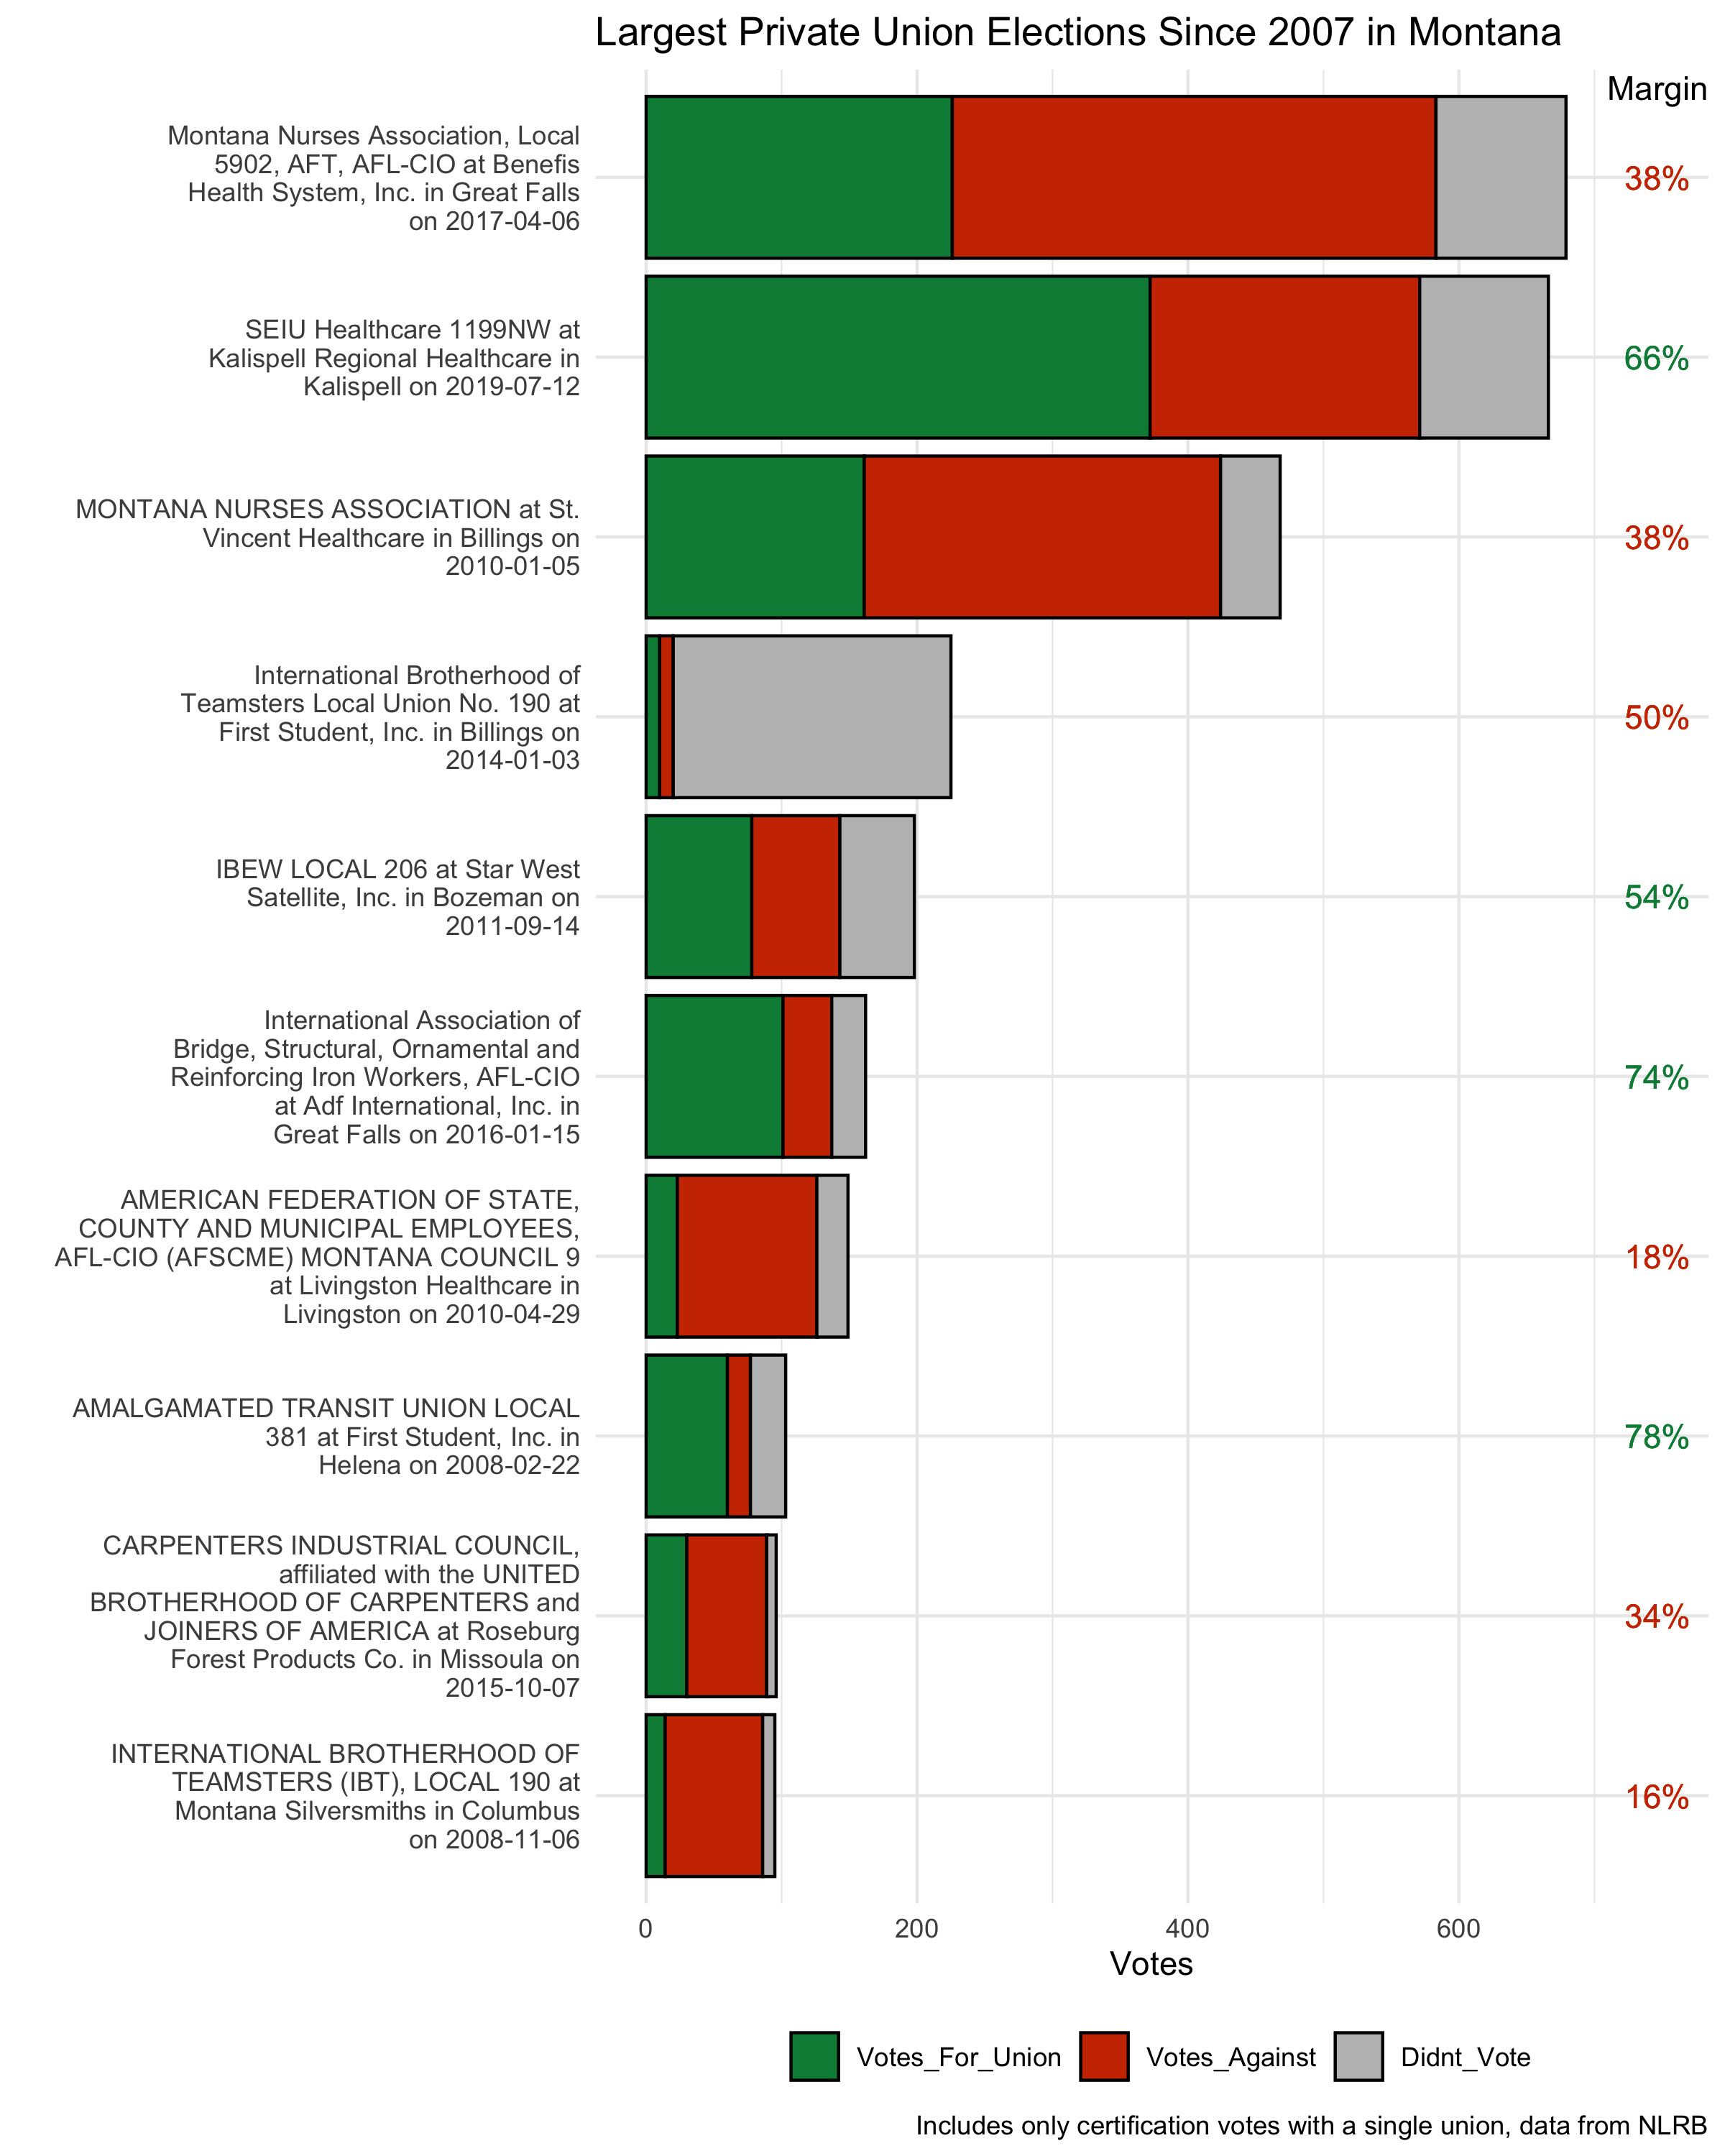 Largest Private Union Elections Since 2007 in Montana
Margin
Montana Nurses Association, Local
5902, AFT, AFL-CIO at Benefis
Health System, Inc. in Great Falls
on 2017-04-06
38%
SEIU Healthcare 1199NW at
Kalispell Regional Healthcare in
Kalispell on 2019-07-12
66%
MONTANA NURSES ASSOCIATION at St.
Vincent Healthcare in Billings on
2010-01-05
38%
International Brotherhood of
Teamsters Local Union No. 190 at
First Student, Inc. in Billings on
2014-01-03
50%
IBEW LOCAL 206 at Star West
Satellite, Inc. in Bozeman on
2011-09-14
54%
International Association of
Bridge, Structural, Ornamental and
Reinforcing Iron Workers, AFL-CIO
at Adf International, Inc. in
Great Falls on 2016-01-15
74%
AMERICAN FEDERATION OF STATE,
COUNTY AND MUNICIPAL EMPLOYEES,
AFL-CIO (AFSCME) MONTANA COUNCIL 9
at Livingston Healthcare in
Livingston on 2010-04-29
18%
AMALGAMATED TRANSIT UNION LOCAL
381 at First Student, Inc. in
Helena on 2008-02-22
78%
CARPENTERS INDUSTRIAL COUNCIL,
affiliated with the UNITED
BROTHERHOOD OF CARPENTERS and
JOINERS OF AMERICA at Roseburg
Forest Products Co. in Missoula on
2015-10-07
34%
INTERNATIONAL BROTHERHOOD OF
TEAMSTERS (IBT), LOCAL 190 at
Montana Silversmiths in Columbus
on 2008-11-06
16%
0 200 400 600
Votes
Votes_For_Union Votes_Against Didnt_Vote
Includes only certification votes with a single union, data from NLRB